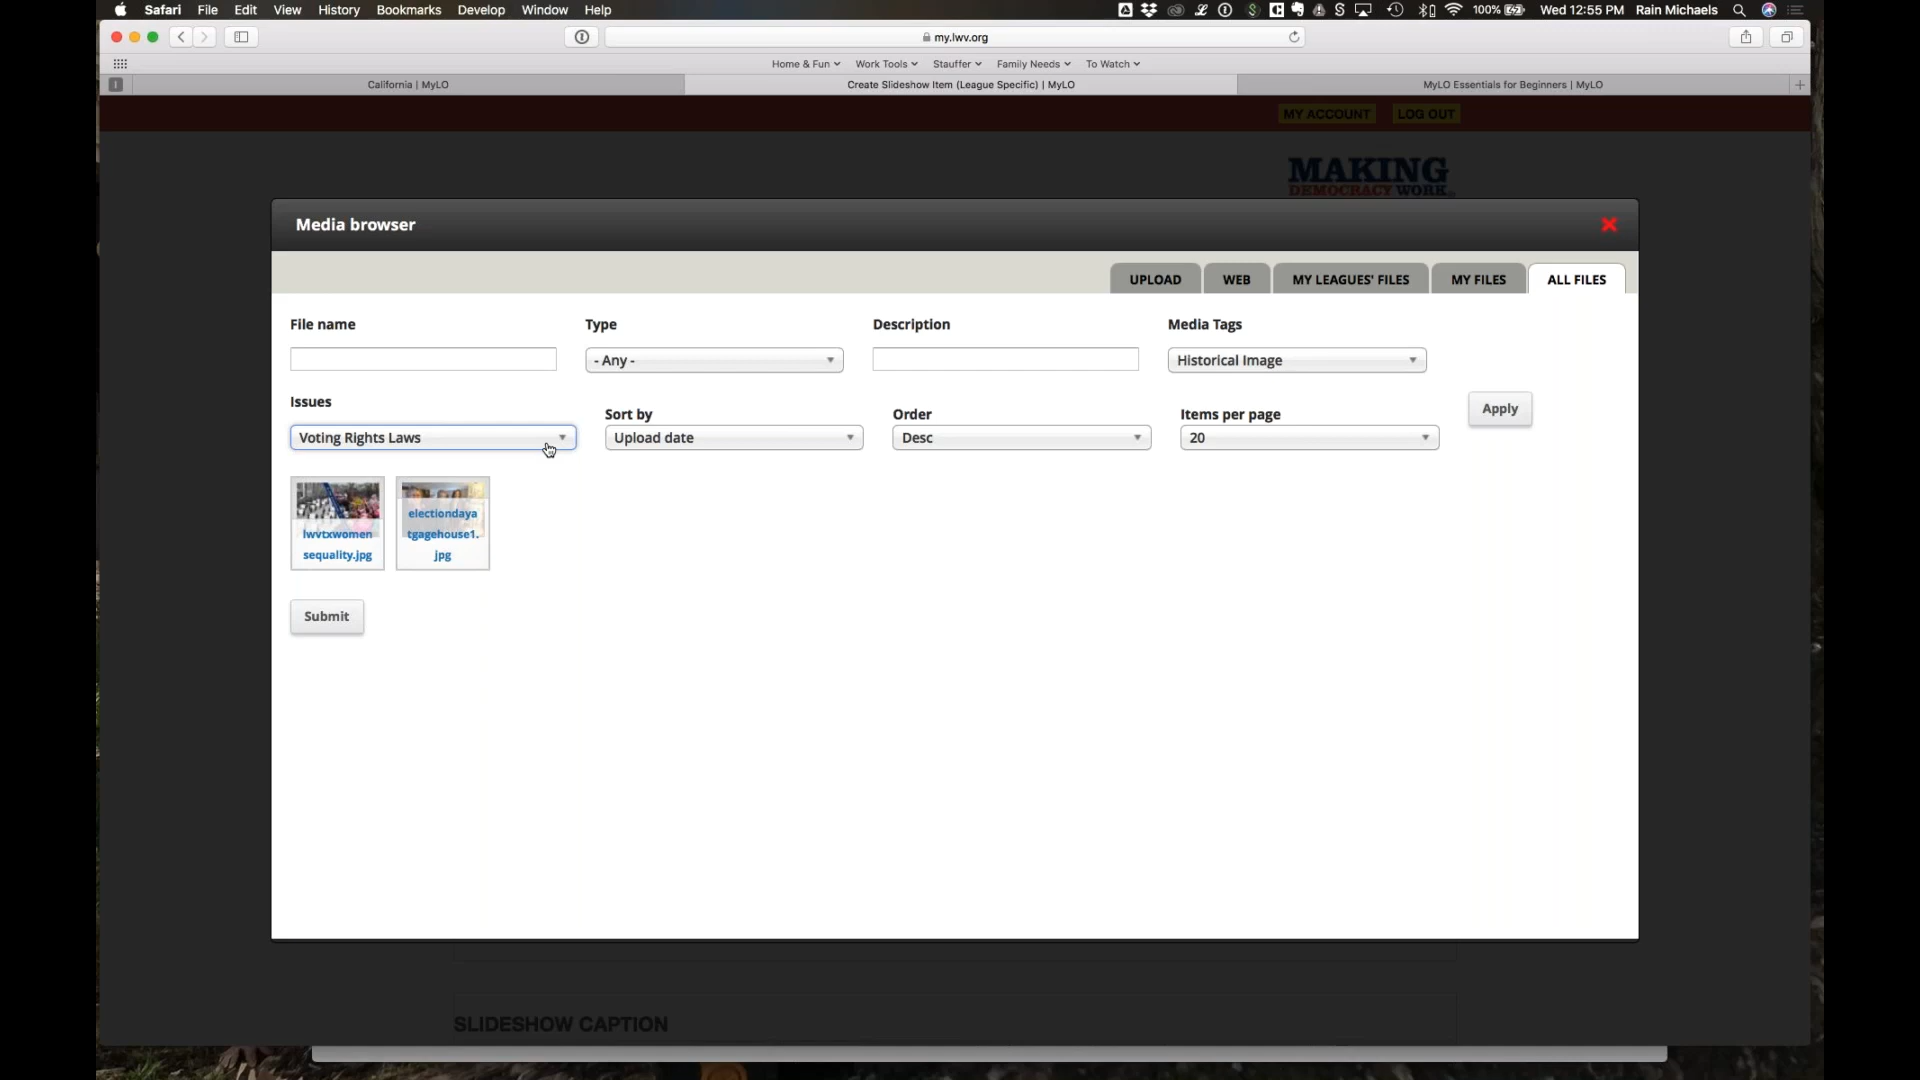 Safari File Edit View History Bookmarks Develop Window Help 100% Wed 12:55 PM Rain Michaels
my.lwv.org
Home & Fun Work Tools Stauffer Family Needs To Watch
California | MyLO Create Slideshow Item (League Specific) | MyLO MyLO Essentials for Beginners | MyLO
MY ACCOUNT LOG OUT
MAKING
DEMOCRACY WORK
Media browser
UPLOAD WEB MY LEAGUES' FILES MY FILES ALL FILES
File name Type Description Media Tags
- Any - Historical Image
Issues Sort by Order Items per page Apply
Voting Rights Laws Upload date Desc 20
lwvtxwomen
sequality.jpg
electiondaya
tgagehouse1.
jpg
Submit
SLIDESHOW CAPTION